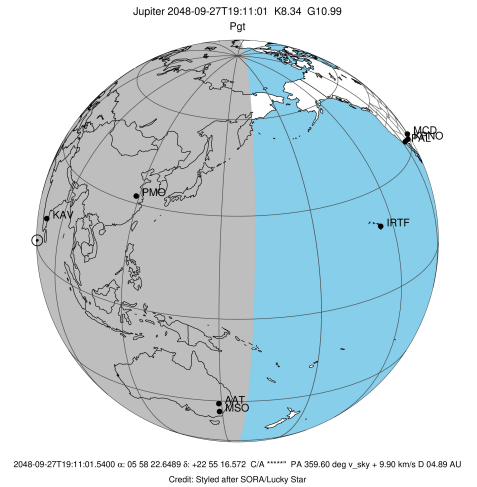 Jupiter 2048-09-27T19:11:01 K8.34 G10.99
Pgt
MCD
PAL
KAV
PMO
IRTF
AAT
MSO
2048-09-27T19:11:01.5400 α: 05 58 22.6489 δ: +22 55 16.572 C/A *****" PA 359.60 deg v_sky + 9.90 km/s D 04.89 AU
Credit: Styled after SORA/Lucky Star